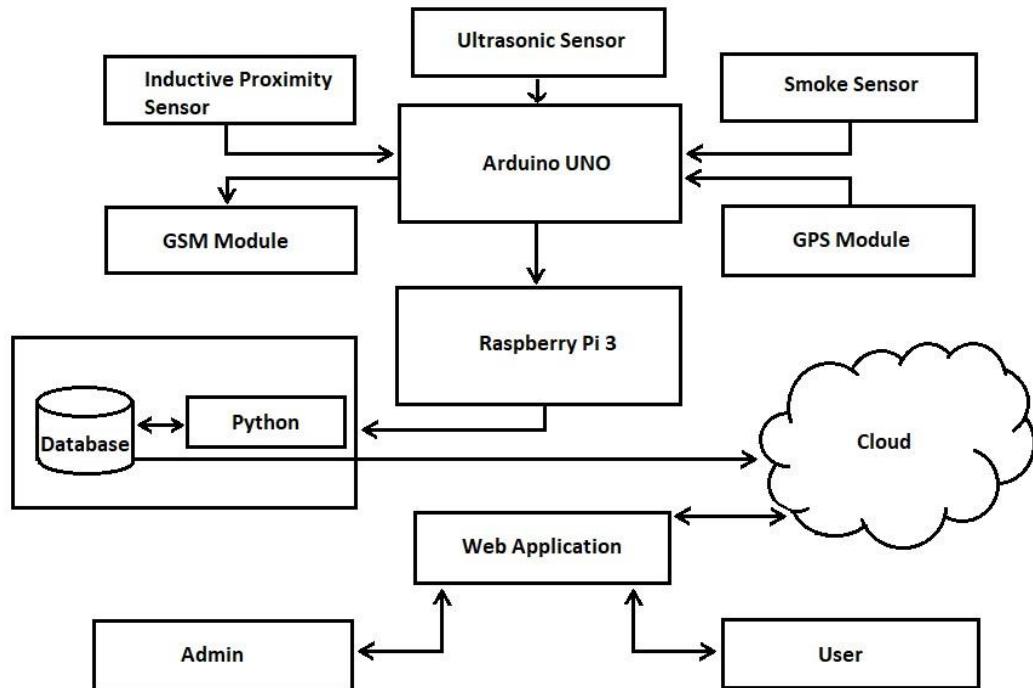 Ultrasonic Sensor
Inductive Proximity
Sensor
Smoke Sensor
Arduino UNO
GSM Module
GPS Module
Raspberry Pi 3
Python
Database
Cloud
Web Application
Admin
User